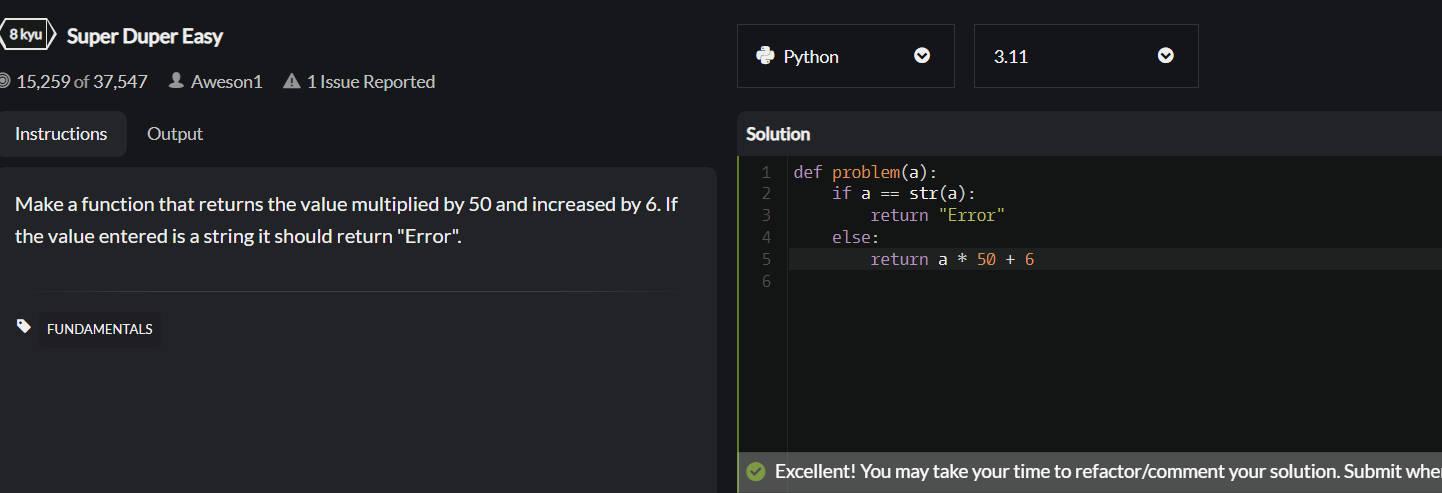 8 kyu Super Duper Easy
15,259 of 37,547 Aweson1 1 Issue Reported
Instructions Output
Make a function that returns the value multiplied by 50 and increased by 6. If
the value entered is a string it should return "Error".
FUNDAMENTALS
Python 3.11
Solution
1 def problem(a):
2     if a == str(a):
3         return "Error"
4     else:
5         return a * 50 + 6
6
Excellent! You may take your time to refactor/comment your solution. Submit